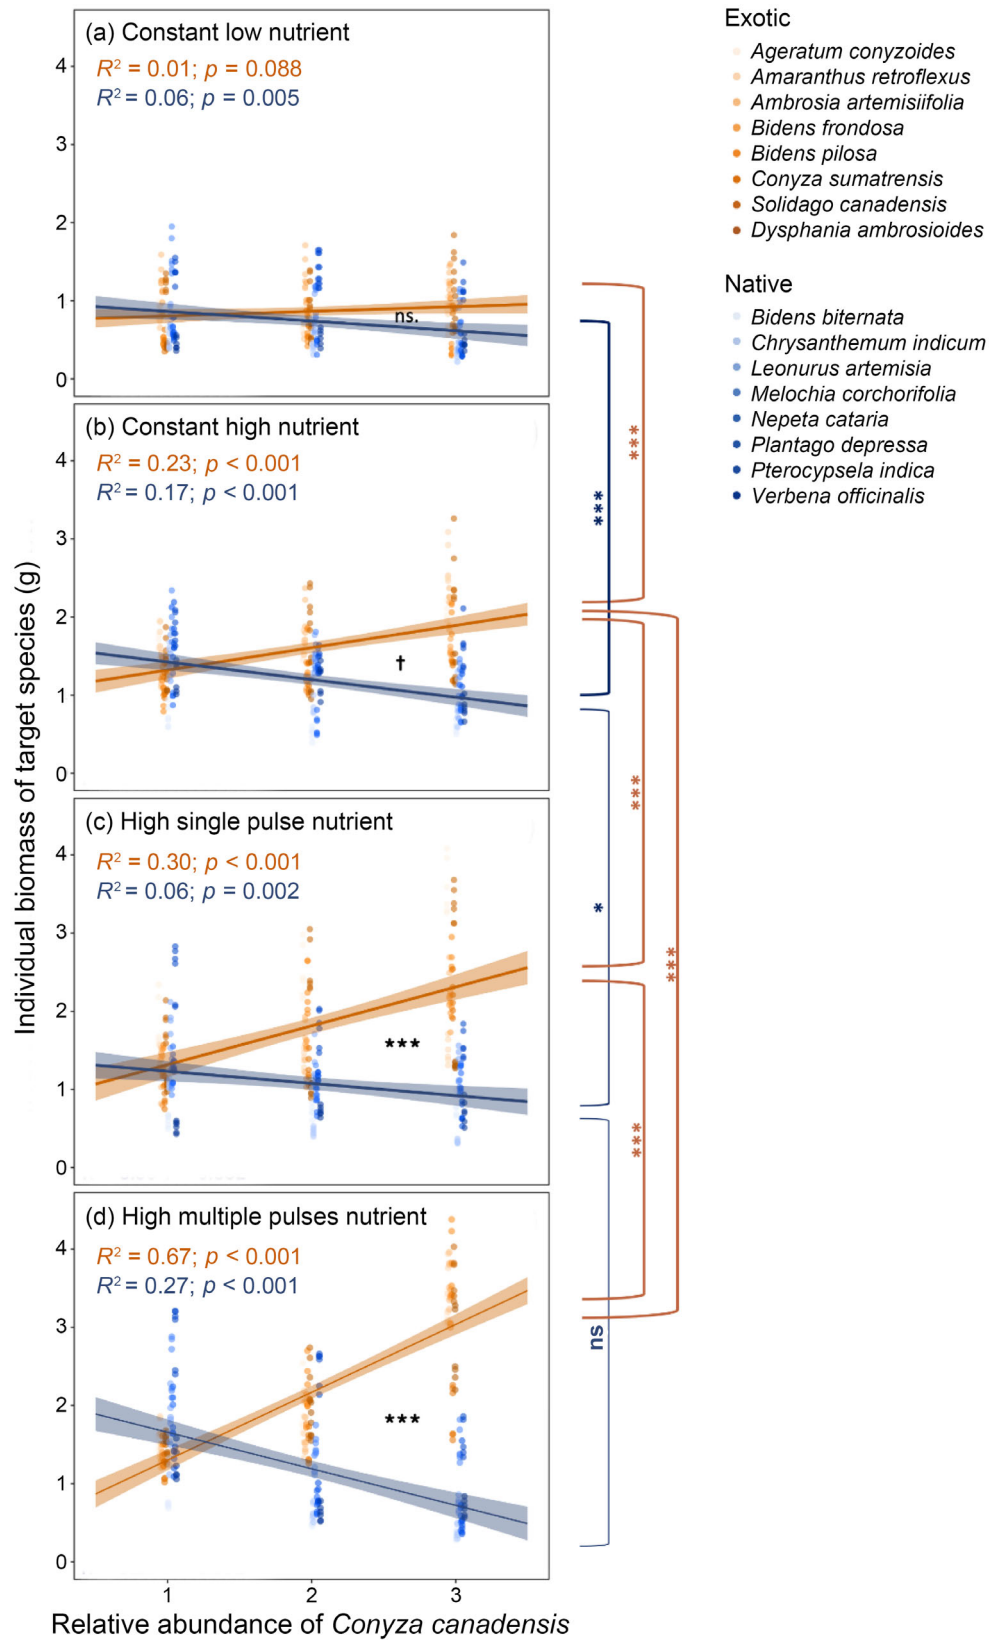 (a) Constant low nutrient
R² = 0.01; p = 0.088
R² = 0.06; p = 0.005
4
3
2
1
0
ns.
(b) Constant high nutrient
R² = 0.23; p < 0.001
R² = 0.17; p < 0.001
4
3
2
1
0
†
(c) High single pulse nutrient
R² = 0.30; p < 0.001
R² = 0.06; p = 0.002
4
3
2
1
0
***
(d) High multiple pulses nutrient
R² = 0.67; p < 0.001
R² = 0.27; p < 0.001
4
3
2
1
0
***
1 2 3
Relative abundance of Conyza canadensis
Individual biomass of target species (g)
***
***
***
*
***
***
ns
Exotic
Ageratum conyzoides
Amaranthus retroflexus
Ambrosia artemisiifolia
Bidens frondosa
Bidens pilosa
Conyza sumatrensis
Solidago canadensis
Dysphania ambrosioides
Native
Bidens biternata
Chrysanthemum indicum
Leonurus artemisia
Melochia corchorifolia
Nepeta cataria
Plantago depressa
Pterocypsela indica
Verbena officinalis